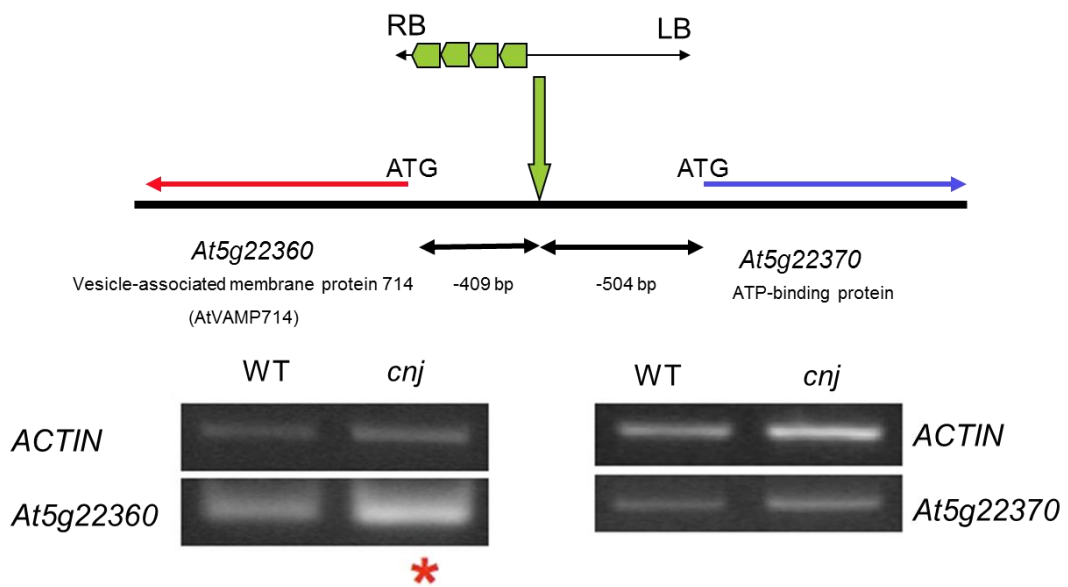 RB LB
ATG ATG
At5g22360 At5g22370
Vesicle-associated membrane protein 714 -409 bp -504 bp ATP-binding protein
(AtVAMP714)
WT cnj WT cnj
ACTIN ACTIN
At5g22360 At5g22370
*